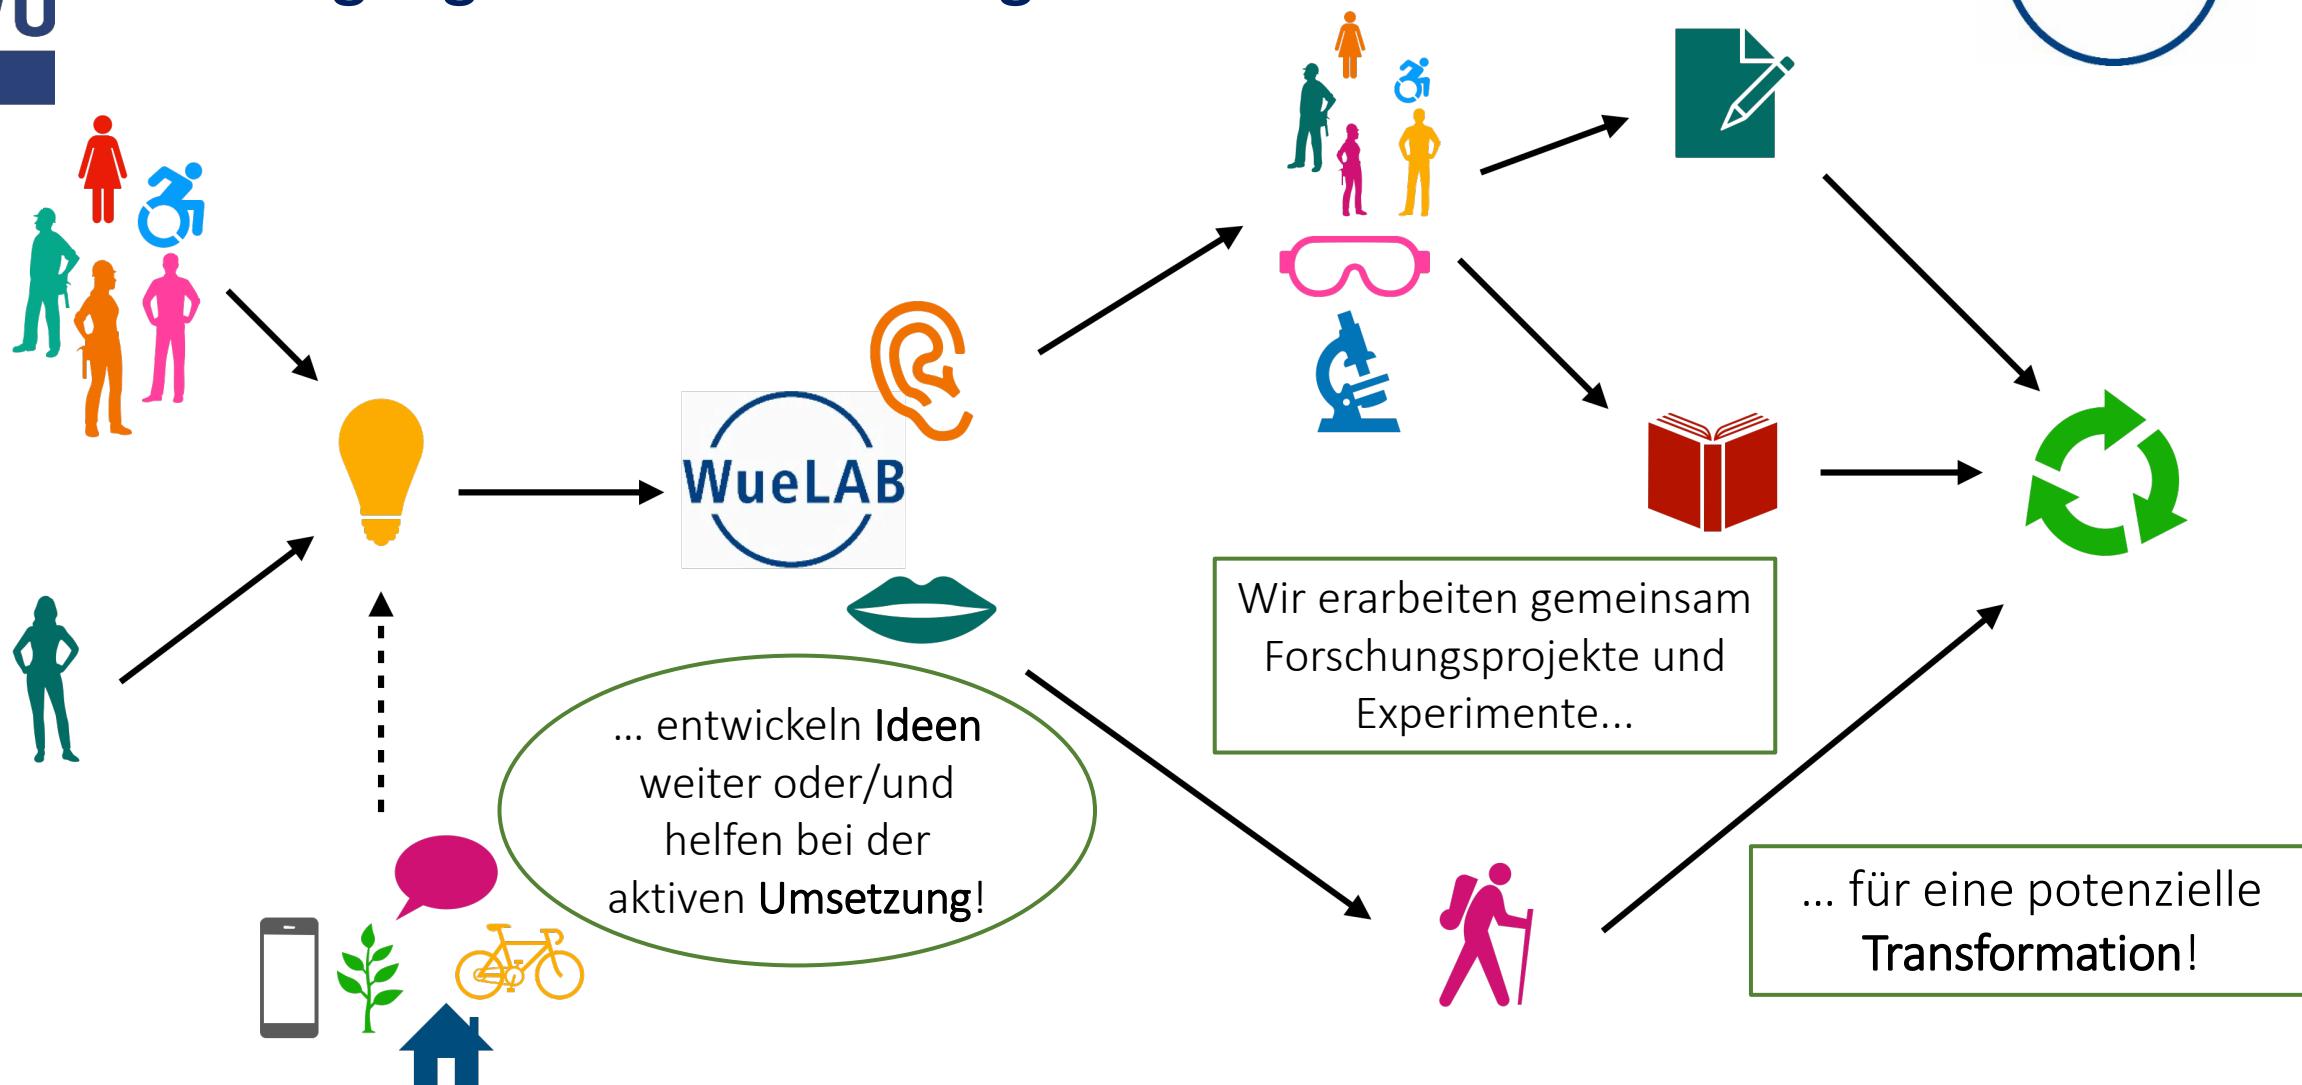 WueLAB
... entwickeln Ideen
weiter oder/und
helfen bei der
aktiven Umsetzung!
Wir erarbeiten gemeinsam
Forschungsprojekte und
Experimente...
... für eine potenzielle
Transformation!